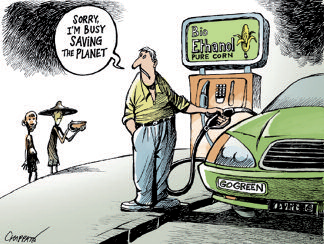 SORRY,
I'M BUSY
SAVING
THE PLANET
Bio
Ethanol
PURE CORN
GO GREEN
CHAPPATTE